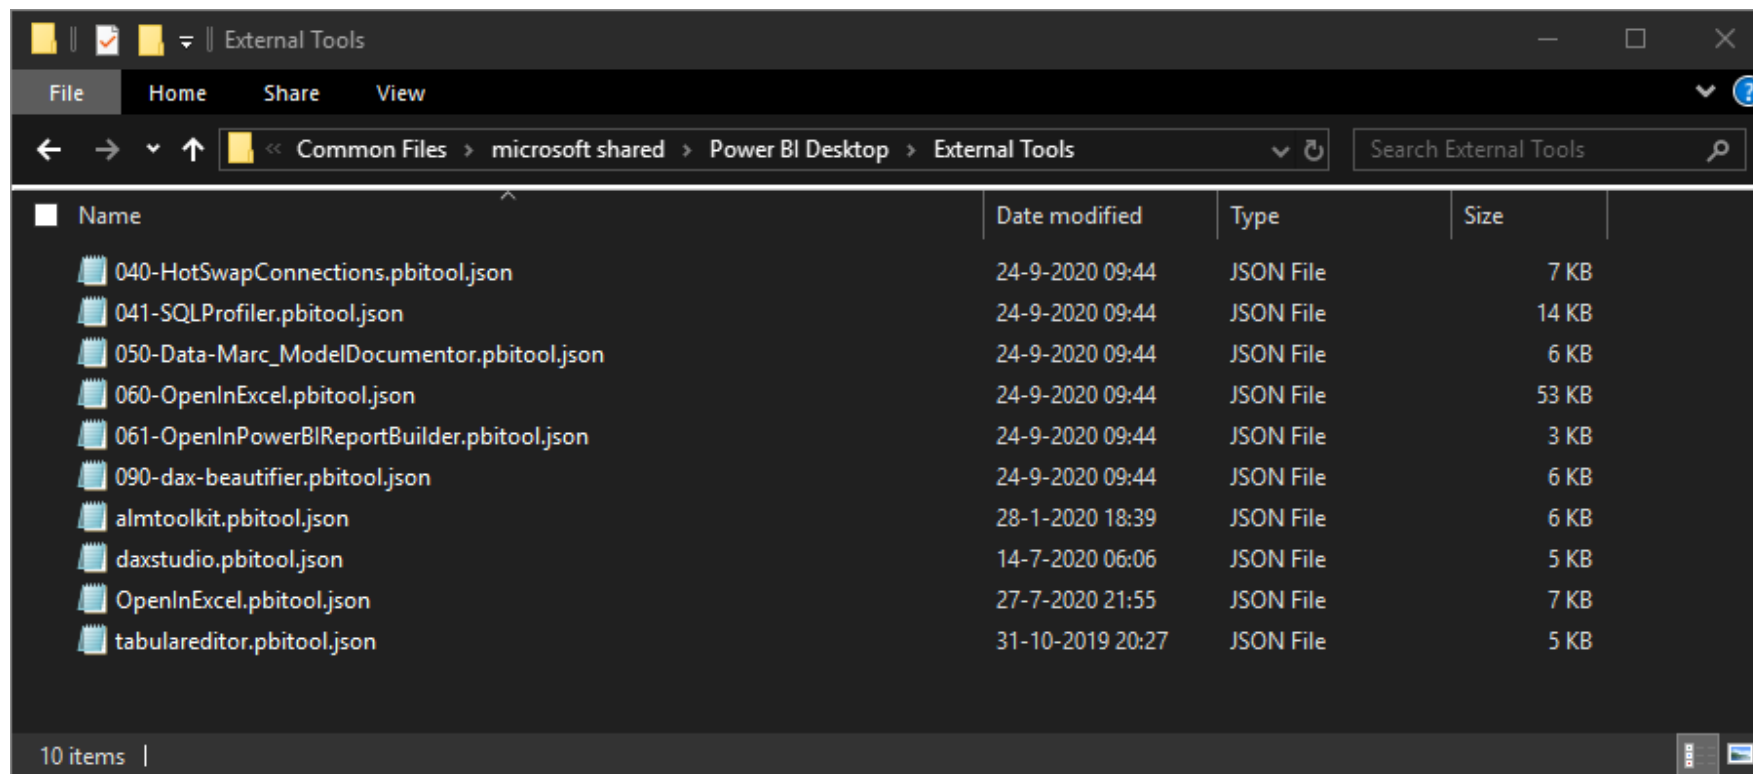 External Tools
File Home Share View
« Common Files > microsoft shared > Power BI Desktop > External Tools Search External Tools
Name Date modified Type Size
040-HotSwapConnections.pbitool.json 24-9-2020 09:44 JSON File 7 KB
041-SQLProfiler.pbitool.json 24-9-2020 09:44 JSON File 14 KB
050-Data-Marc_ModelDocumentor.pbitool.json 24-9-2020 09:44 JSON File 6 KB
060-OpenInExcel.pbitool.json 24-9-2020 09:44 JSON File 53 KB
061-OpenInPowerBIReportBuilder.pbitool.json 24-9-2020 09:44 JSON File 3 KB
090-dax-beautifier.pbitool.json 24-9-2020 09:44 JSON File 6 KB
almtoolkit.pbitool.json 28-1-2020 18:39 JSON File 6 KB
daxstudio.pbitool.json 14-7-2020 06:06 JSON File 5 KB
OpenInExcel.pbitool.json 27-7-2020 21:55 JSON File 7 KB
tabulareditor.pbitool.json 31-10-2019 20:27 JSON File 5 KB
10 items